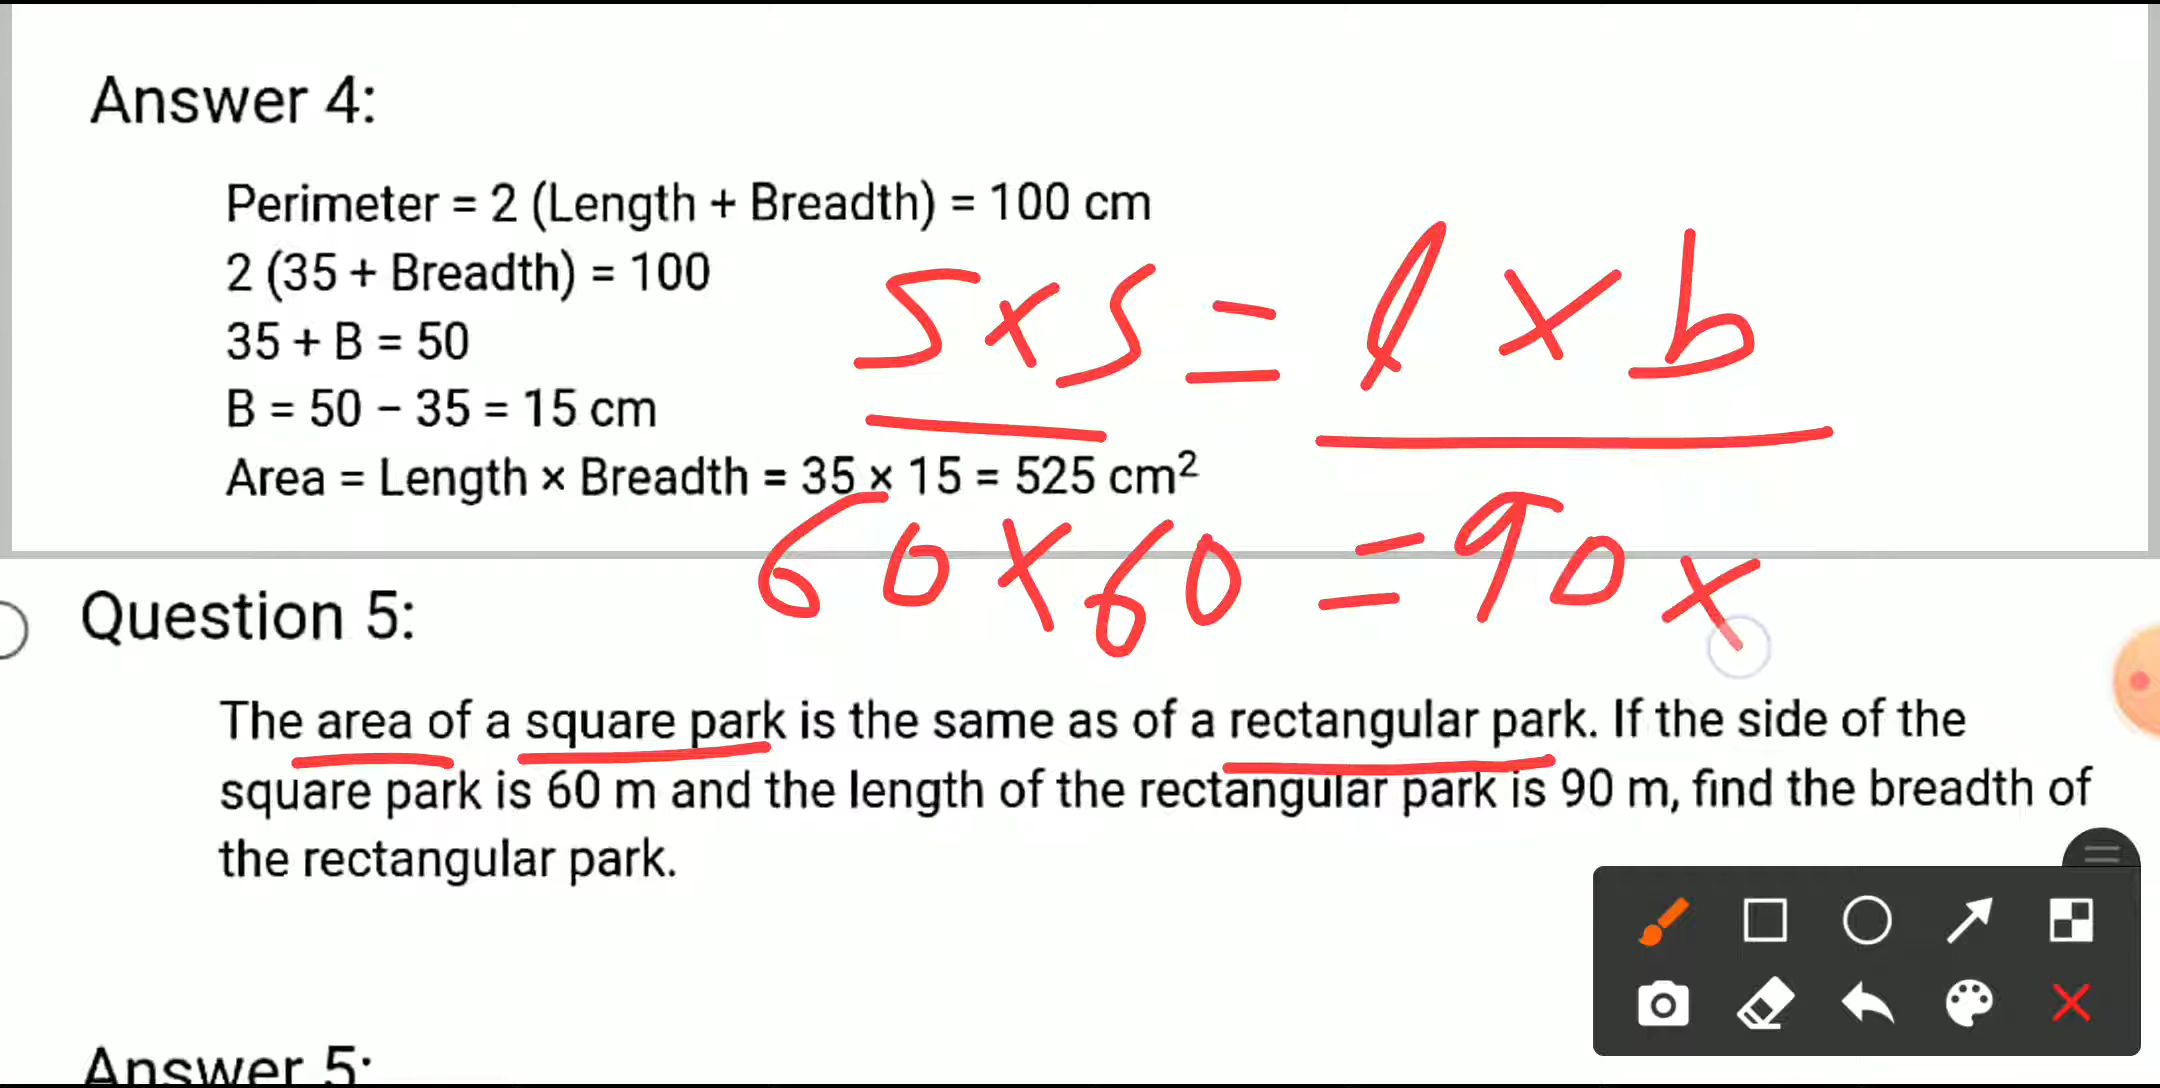 Answer 4:
Perimeter = 2 (Length + Breadth) = 100 cm
2 (35 + Breadth) = 100
35 + B = 50
B = 50 – 35 = 15 cm
Area = Length × Breadth = 35 × 15 = 525 cm²
s × s = l × b
60 × 60 = 90 ×
Question 5:
The area of a square park is the same as of a rectangular park. If the side of the
square park is 60 m and the length of the rectangular park is 90 m, find the breadth of
the rectangular park.
Answer 5: